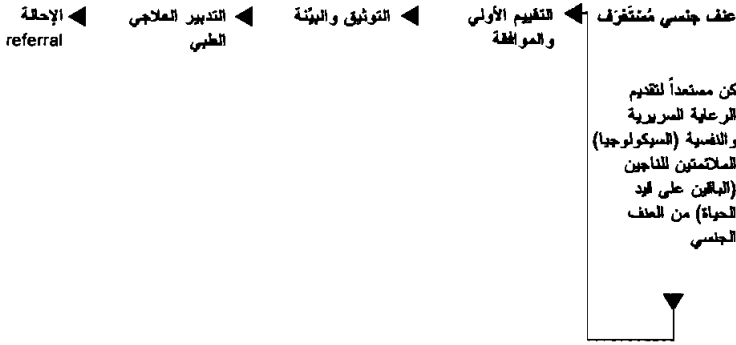 عنف جنسي مُسْتَعْرَف
التقييم الأولي
والموافقة
التوثيق والبيّنة
التدبير العلاجي
الطبي
الإحالة
referral
كن مستعداً لتقديم
الرعاية السريرية
والنفسية (السيكولوجيا)
الملائمتين للناجين
(الباقين على قيد
الحياة) من العنف
الجنسي